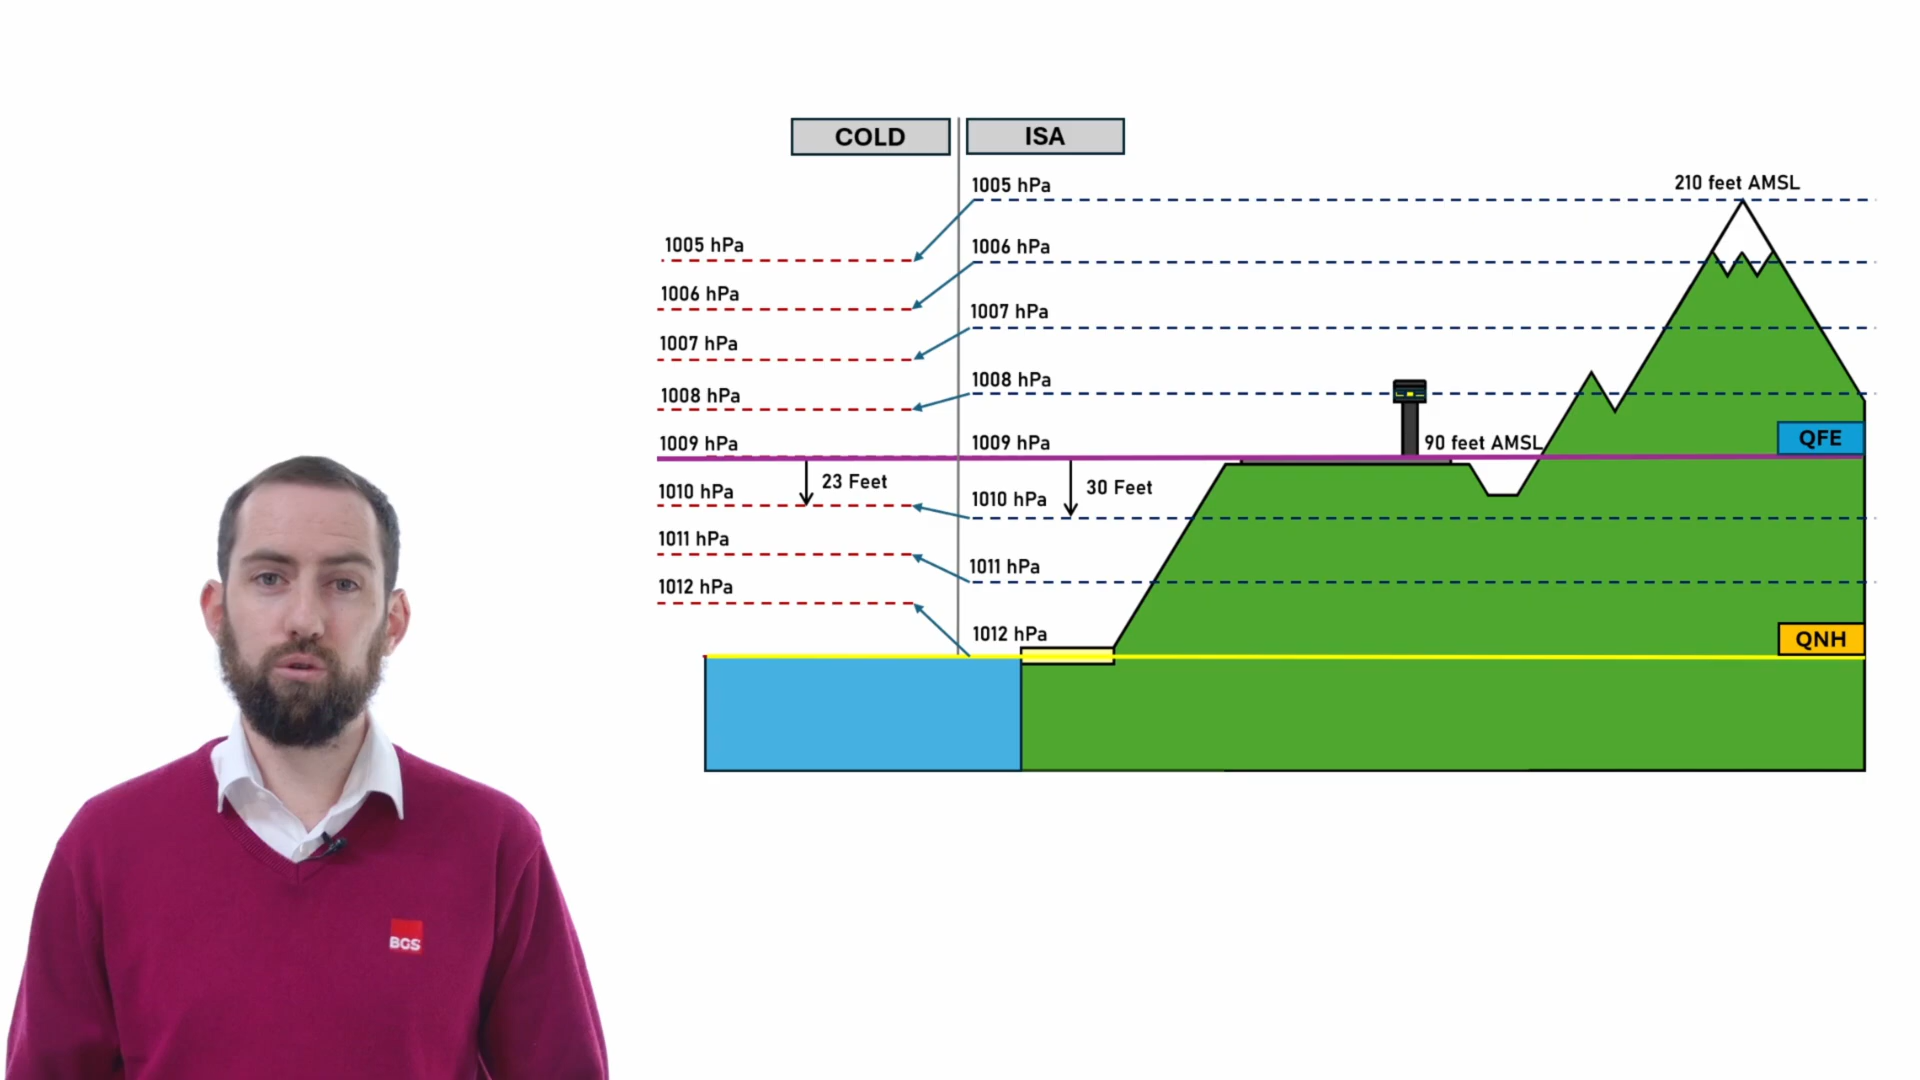 COLD
ISA
1005 hPa
210 feet AMSL
1005 hPa
1006 hPa
1006 hPa
1007 hPa
1007 hPa
1008 hPa
1008 hPa
1009 hPa
1009 hPa
90 feet AMSL
QFE
23 Feet
30 Feet
1010 hPa
1010 hPa
1011 hPa
1011 hPa
1012 hPa
1012 hPa
QNH
BGS